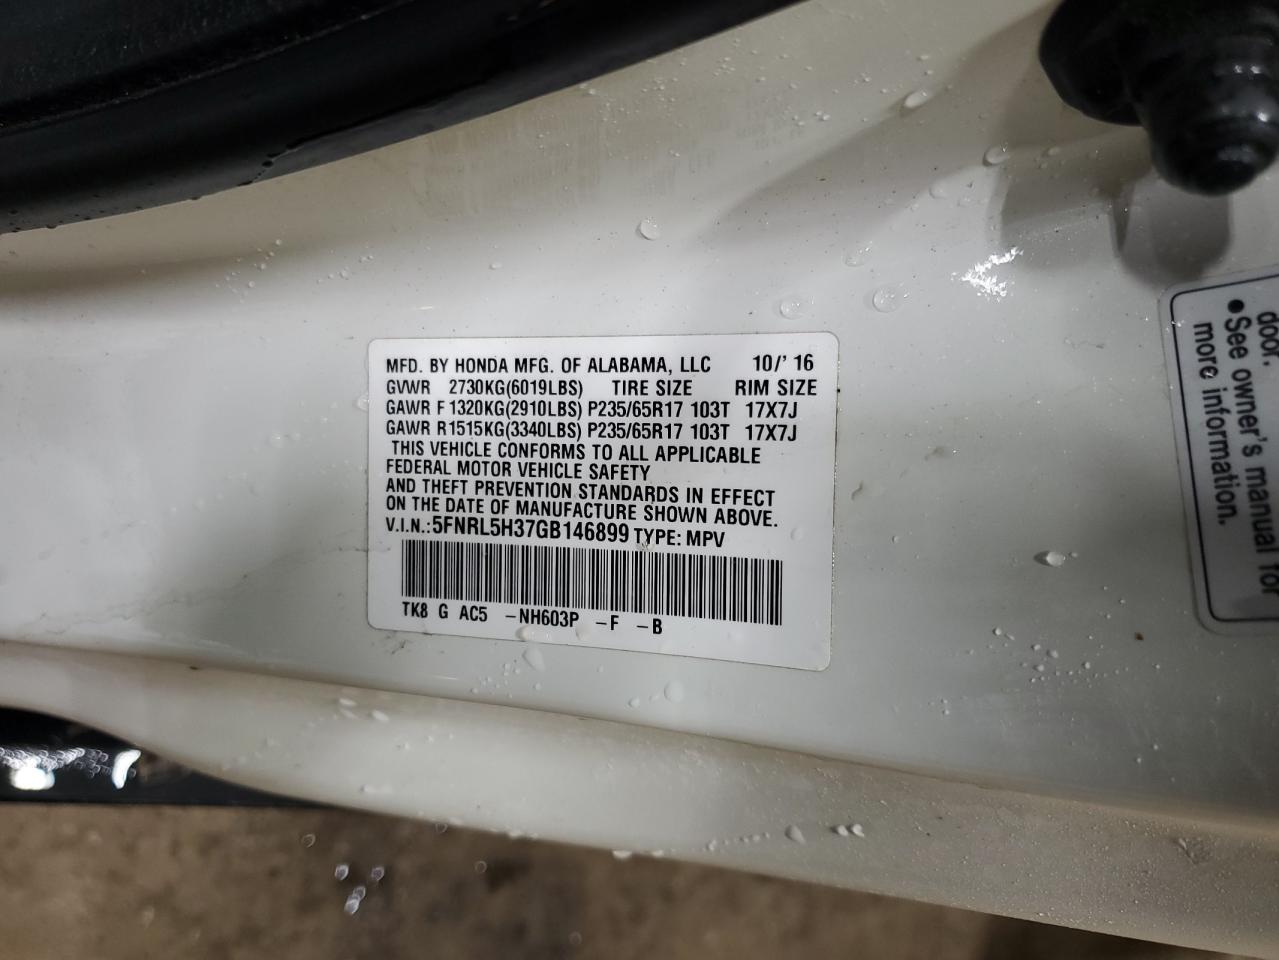 MFD. BY HONDA MFG. OF ALABAMA, LLC 10/' 16
GVWR 2730KG(6019LBS) TIRE SIZE RIM SIZE
GAWR F 1320KG(2910LBS) P235/65R17 103T 17X7J
GAWR R1515KG(3340LBS) P235/65R17 103T 17X7J
THIS VEHICLE CONFORMS TO ALL APPLICABLE
FEDERAL MOTOR VEHICLE SAFETY
AND THEFT PREVENTION STANDARDS IN EFFECT
ON THE DATE OF MANUFACTURE SHOWN ABOVE.
V.I.N.:5FNRL5H37GB146899 TYPE: MPV
TK8 G AC5 -NH603P -F -B
door.
•See owner's manual for
more information.